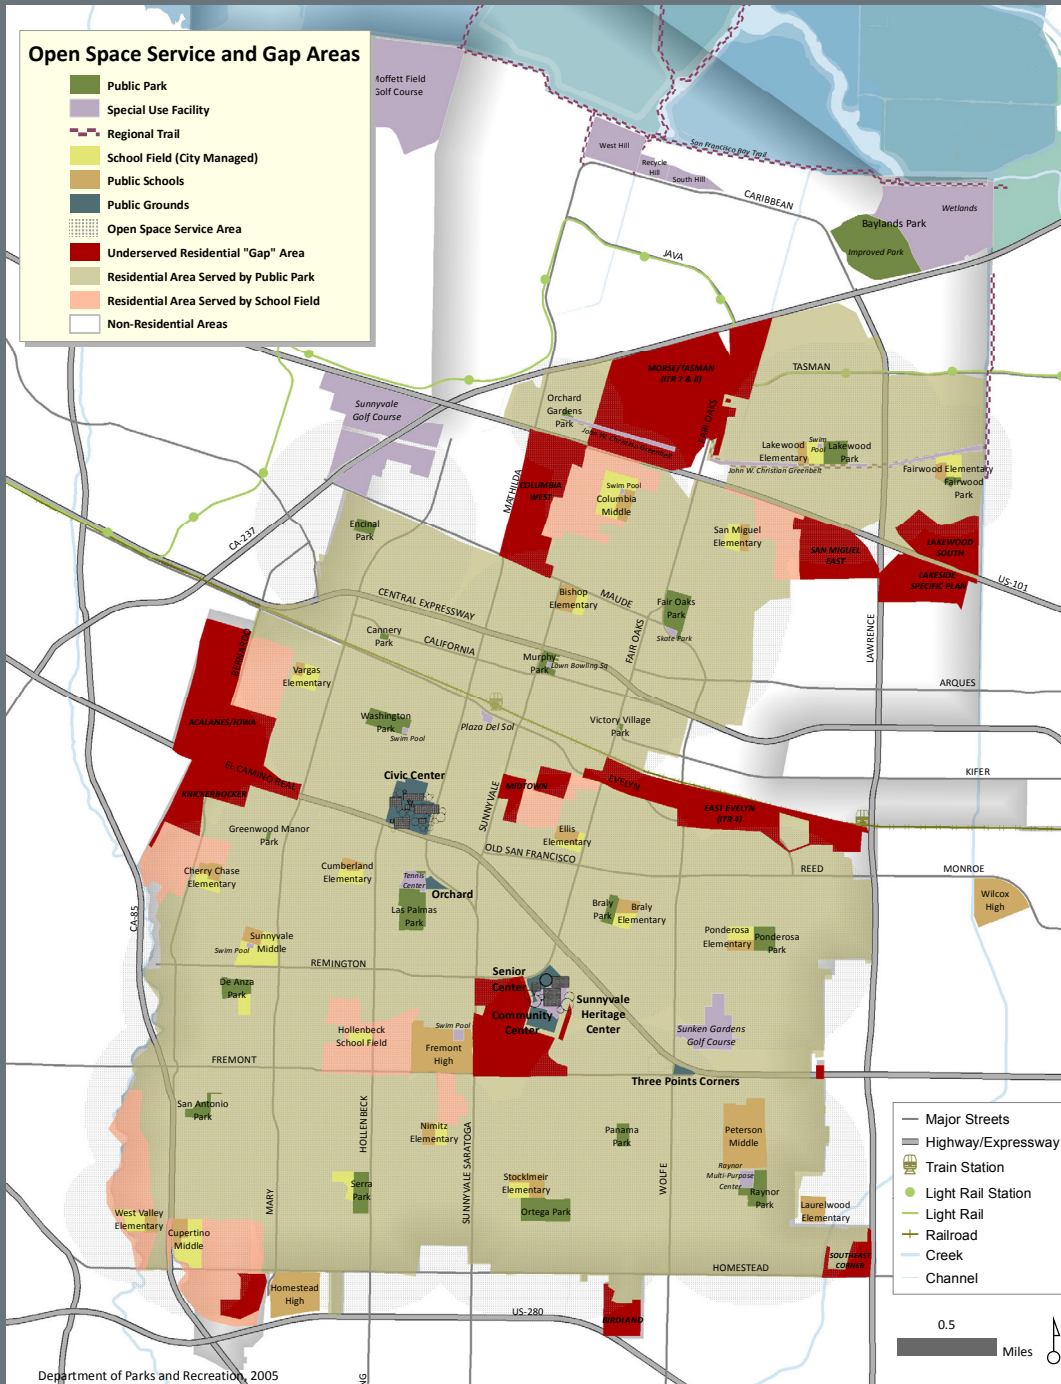 Open Space Service and Gap Areas
Public Park
Special Use Facility
Regional Trail
School Field (City Managed)
Public Schools
Public Grounds
Open Space Service Area
Underserved Residential "Gap" Area
Residential Area Served by Public Park
Residential Area Served by School Field
Non-Residential Areas
Moffett Field
Golf Course
West Hill
Recycle
Hill
South Hill
San Francisco Bay Trail
CARIBBEAN
Wetlands
Baylands Park
Improved Park
JAVA
MORSE/TASMAN
(ITR 7 & 8)
TASMAN
Sunnyvale
Golf Course
Orchard
Gardens
Park
John W. Christian Greenbelt
FAIR OAKS
Lakewood
Elementary
Swim
Pool
Lakewood
Park
John W. Christian Greenbelt
Fairwood Elementary
Fairwood
Park
MATHILDA
COLUMBIA
WEST
Swim Pool
Columbia
Middle
Encinal
Park
San Miguel
Elementary
SAN MIGUEL
EAST
LAKEWOOD
SOUTH
LAKESIDE
SPECIFIC PLAN
US-101
CA-237
CENTRAL EXPRESSWAY
Bishop
Elementary
MAUDE
Fair Oaks
Park
Skate Park
Cannery
Park
CALIFORNIA
Murphy
Park
Lawn Bowling Sq
FAIR OAKS
LAWRENCE
BERNARDO
Vargas
Elementary
ARQUES
ACALANES/IOWA
Washington
Park
Swim Pool
Plaza Del Sol
Victory Village
Park
EL CAMINO REAL
Civic Center
KIFER
KNICKERBOCKER
SUNNYVALE
MIDTOWN
EVELYN
EAST EVELYN
(ITR 4)
Greenwood Manor
Park
Ellis
Elementary
OLD SAN FRANCISCO
REED
MONROE
Cherry Chase
Elementary
Cumberland
Elementary
Tennis
Center
Orchard
Las Palmas
Park
Wilcox
High
CA-85
Braly
Park
Braly
Elementary
Sunnyvale
Middle
Swim Pool
Ponderosa
Elementary
Ponderosa
Park
REMINGTON
De Anza
Park
Senior
Center
Sunnyvale
Heritage
Center
Community
Center
Hollenbeck
School Field
Swim Pool
Fremont
High
Sunken Gardens
Golf Course
FREMONT
Three Points Corners
San Antonio
Park
HOLLENBECK
Nimitz
Elementary
SUNNYVALE SARATOGA
Panama
Park
Peterson
Middle
Raynor
Multi-Purpose
Center
Raynor
Park
WOLFE
MARY
Serra
Park
Stocklmeir
Elementary
Ortega Park
Laurelwood
Elementary
West Valley
Elementary
Cupertino
Middle
SOUTHEAST
CORNER
HOMESTEAD
Homestead
High
US-280
BIRDLAND
Major Streets
Highway/Expressway
Train Station
Light Rail Station
Light Rail
Railroad
Creek
Channel
0.5
Miles
Department of Parks and Recreation, 2005
NG